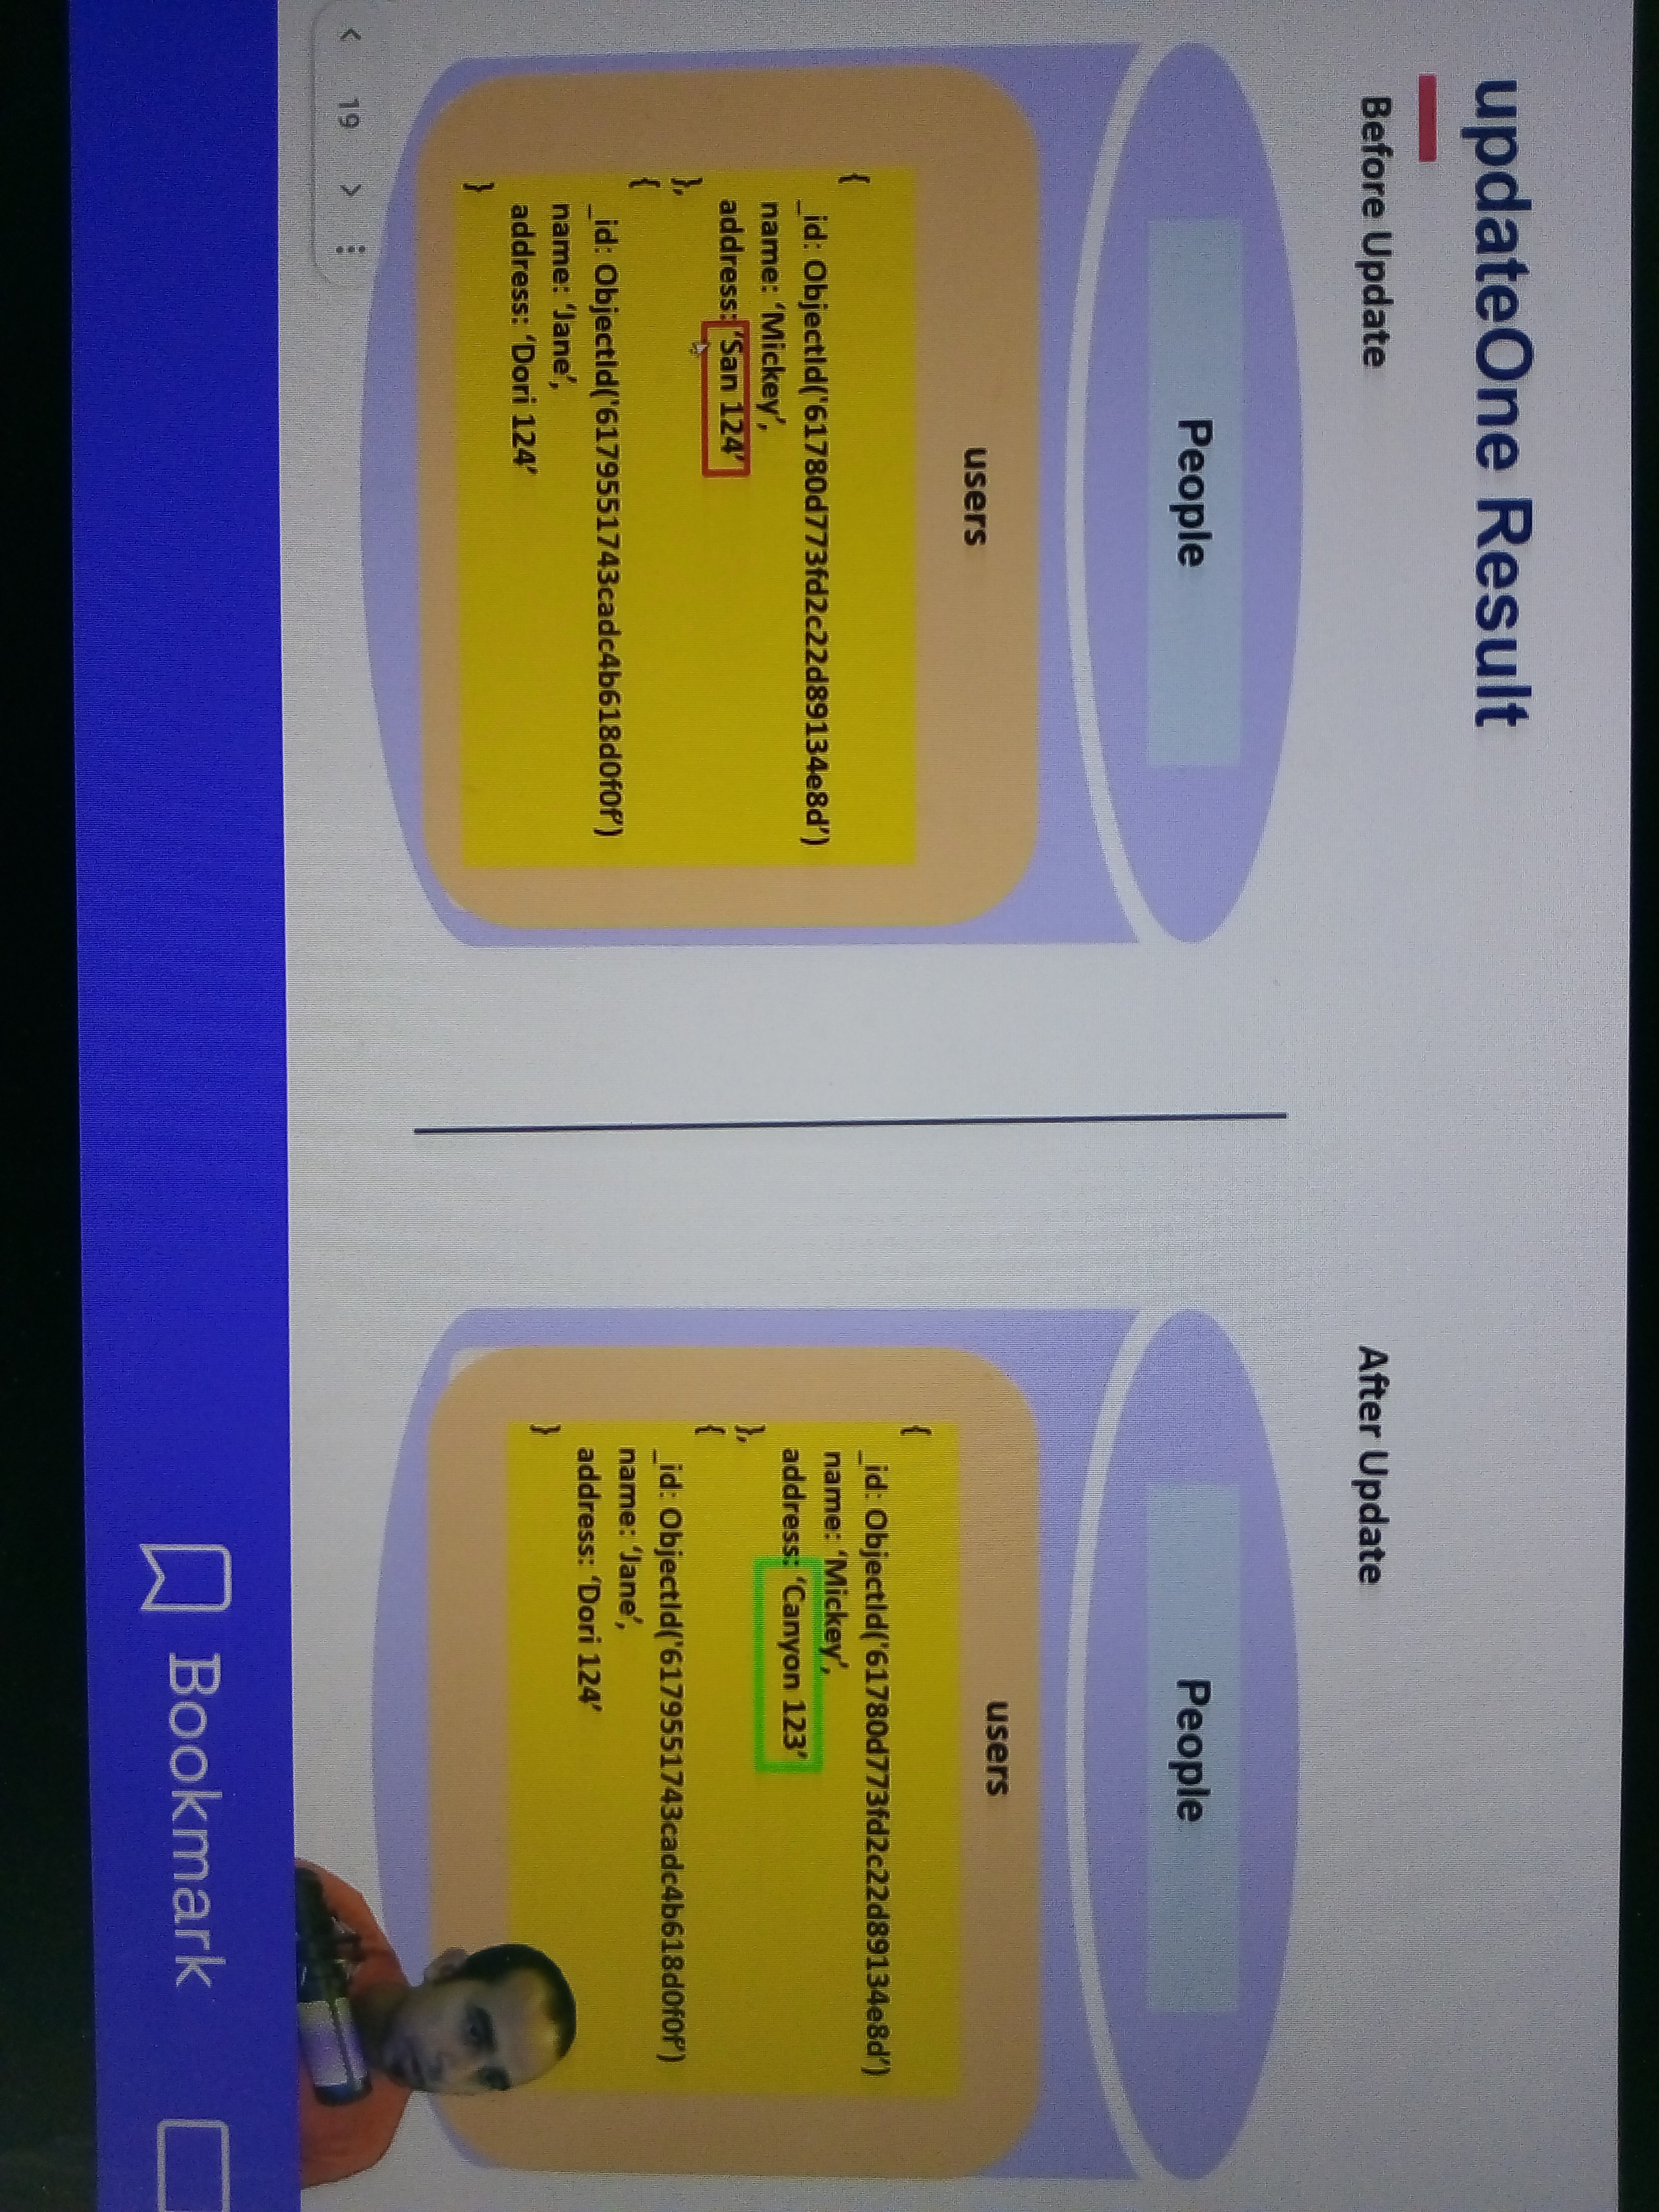 updateOne Result
Before Update
People
users
{
_id: ObjectId('61780d773fd2c22d89134e8d’)
name: ‘Mickey’,
address: ‘San 124’
},
{
_id: ObjectId('6179551743cadc4b618d0f0f’)
name: ‘Jane’,
address: ‘Dori 124’
}
After Update
People
users
{
_id: ObjectId('61780d773fd2c22d89134e8d’)
name: ‘Mickey’,
address: ‘Canyon 123’
},
{
_id: ObjectId('6179551743cadc4b618d0f0f’)
name: ‘Jane’,
address: ‘Dori 124’
}
19
Bookmark